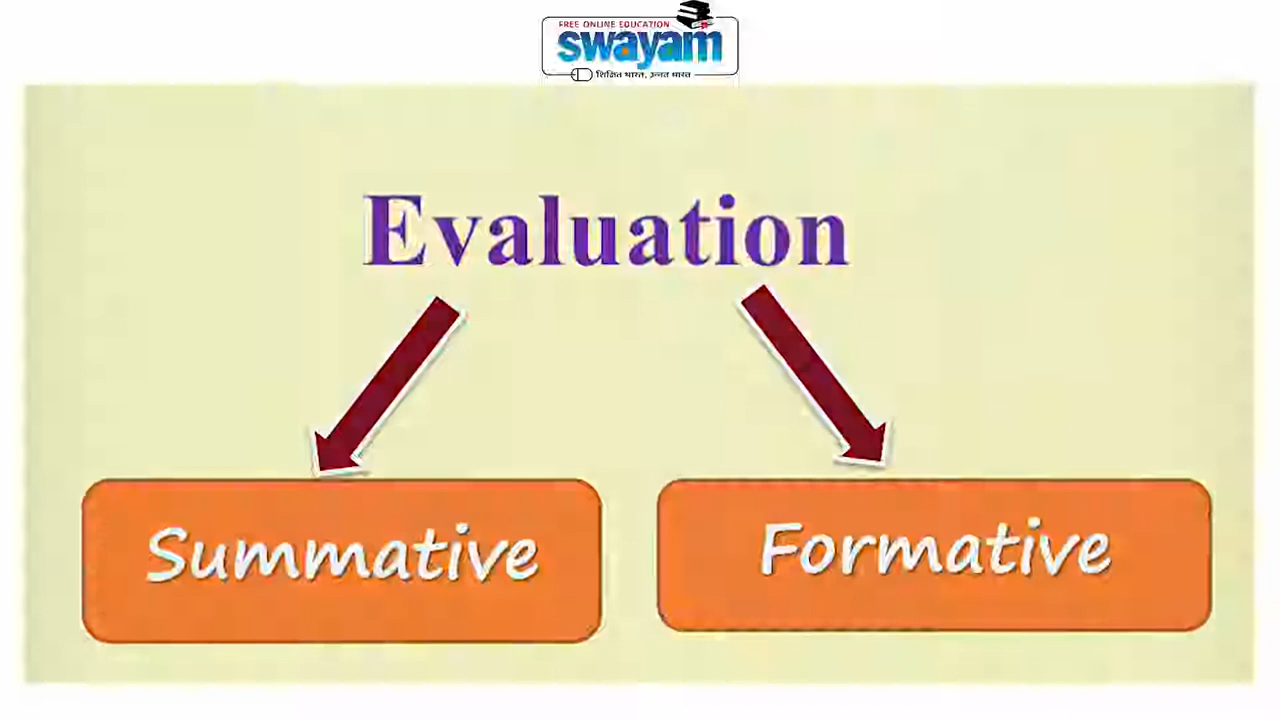 FREE ONLINE EDUCATION
swayam
शिक्षित भारत, उन्नत भारत
Evaluation
Summative
Formative